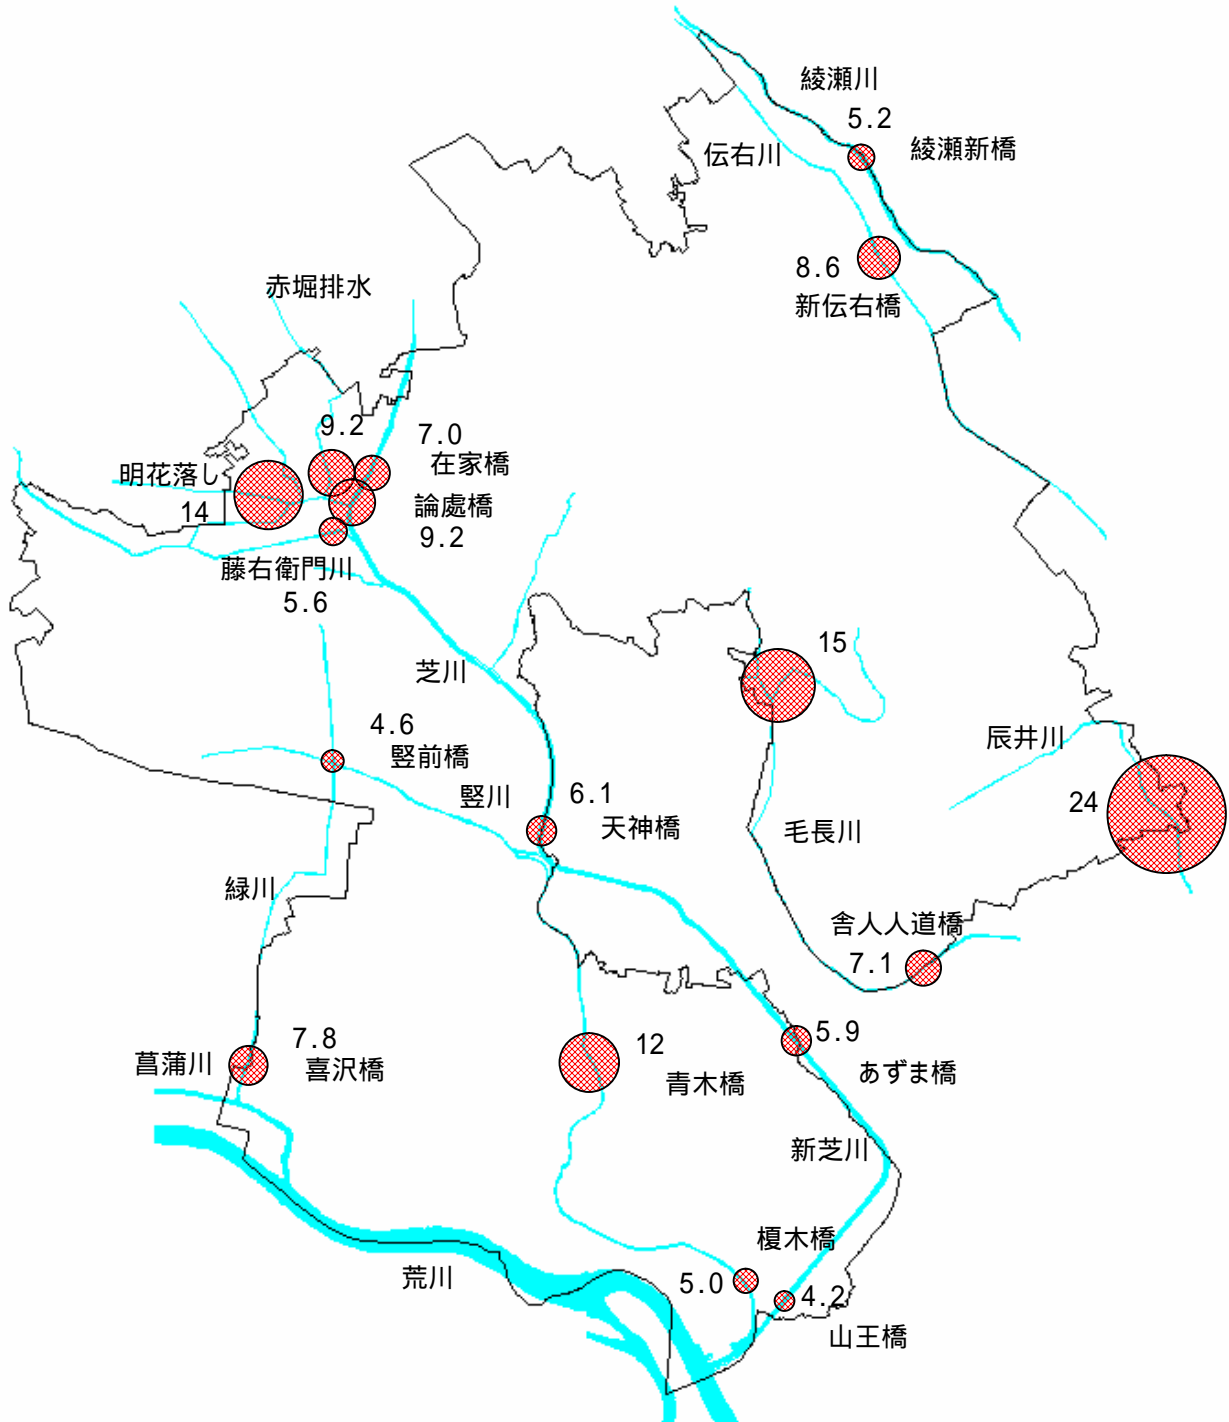 綾瀬川
5.2
綾瀬新橋
伝右川
8.6
新伝右橋
赤堀排水
9.2
7.0
在家橋
明花落し
14
論處橋
9.2
藤右衛門川
5.6
芝川
15
4.6
竪前橋
辰井川
竪川
6.1
天神橋
24
毛長川
緑川
舎人人道橋
7.1
7.8
喜沢橋
菖蒲川
12
青木橋
5.9
あずま橋
新芝川
榎木橋
荒川
5.0
4.2
山王橋